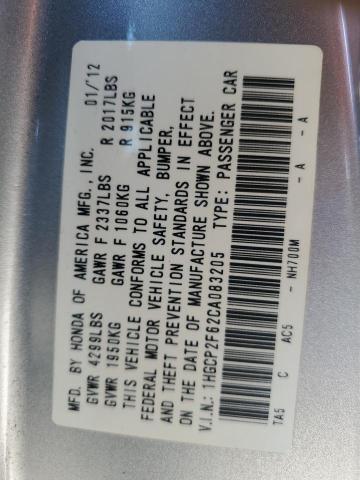 MFD. BY HONDA OF AMERICA MFG., INC. 01/12
GVWR 4299LBS GAWR F 2337LBS R 2017LBS
GVWR 1950KG GAWR F 1060KG R 915KG
THIS VEHICLE CONFORMS TO ALL APPLICABLE
FEDERAL MOTOR VEHICLE SAFETY, BUMPER,
AND THEFT PREVENTION STANDARDS IN EFFECT
ON THE DATE OF MANUFACTURE SHOWN ABOVE.
V.I.N.: 1HGCP2F62CA083205 TYPE: PASSENGER CAR
TA5 C AC5 - NH700M - A - A